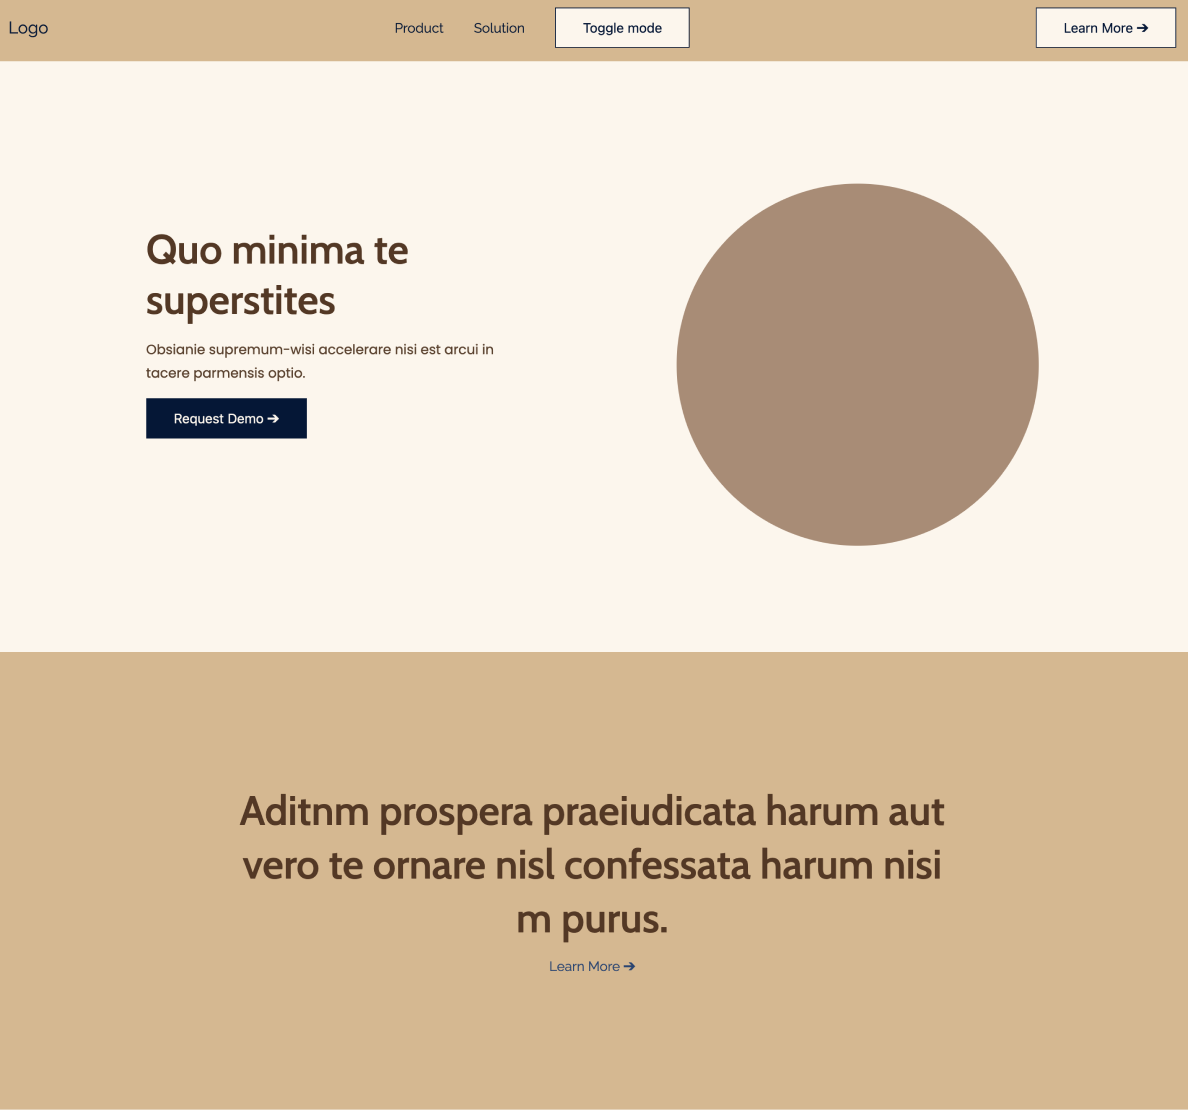 Logo
Product
Solution
Toggle mode
Learn More ➔
Quo minima te
superstites
Obsianie supremum-wisi accelerare nisi est arcui in
tacere parmensis optio.
Request Demo ➔
Aditnm prospera praeiudicata harum aut
vero te ornare nisl confessata harum nisi
m purus.
Learn More ➔